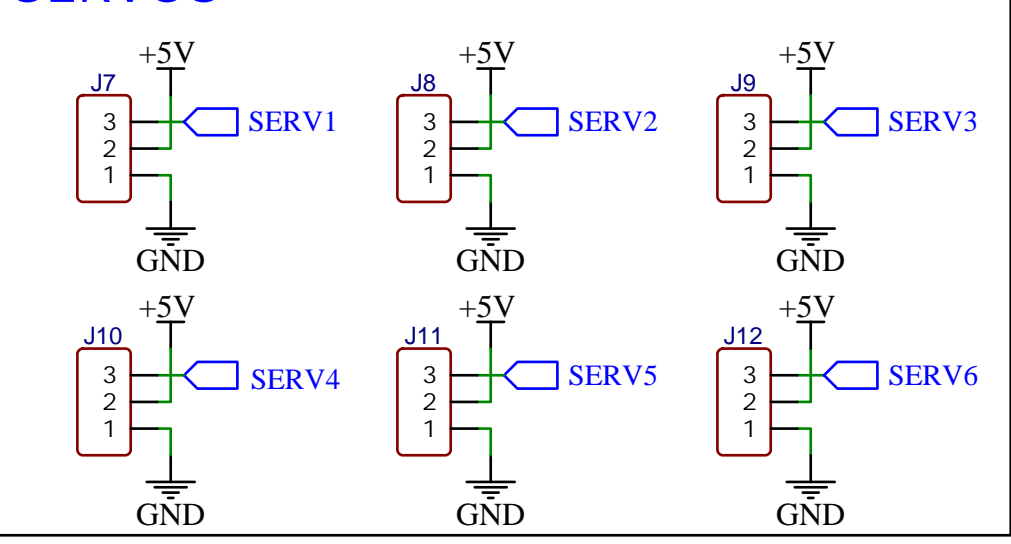 +5V +5V +5V
J7 J8 J9
3 SERV1 3 SERV2 3 SERV3
2 2 2
1 1 1
GND GND GND
+5V +5V +5V
J10 J11 J12
3 SERV4 3 SERV5 3 SERV6
2 2 2
1 1 1
GND GND GND